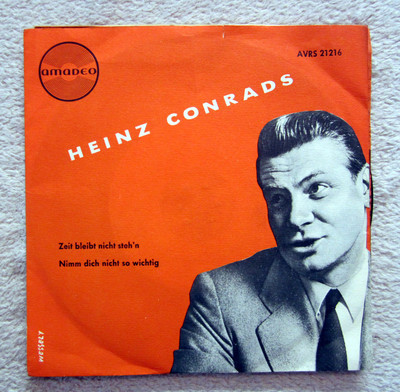 amadeo
AVRS 21216
HEINZ CONRADS
Zeit bleibt nicht steh'n
Nimm dich nicht so wichtig
WESSELY